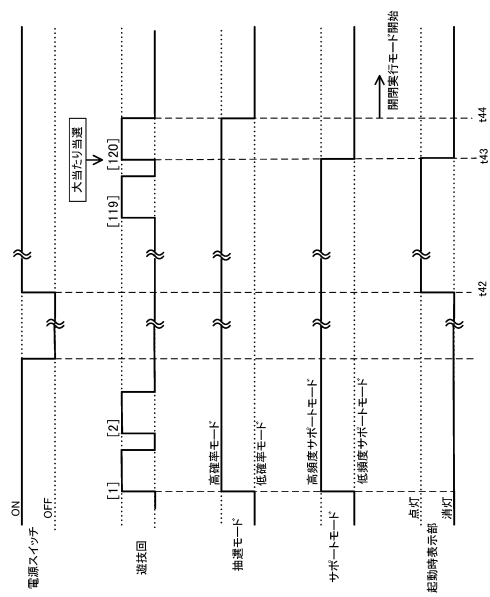 電源スイッチ
ON
OFF
遊技回
[1]
[2]
[119]
[120]
大当たり当選
抽選モード
高確率モード
低確率モード
サポートモード
高頻度サポートモード
低頻度サポートモード
開閉実行モード開始
起動時表示部
点灯
消灯
t42
t43
t44